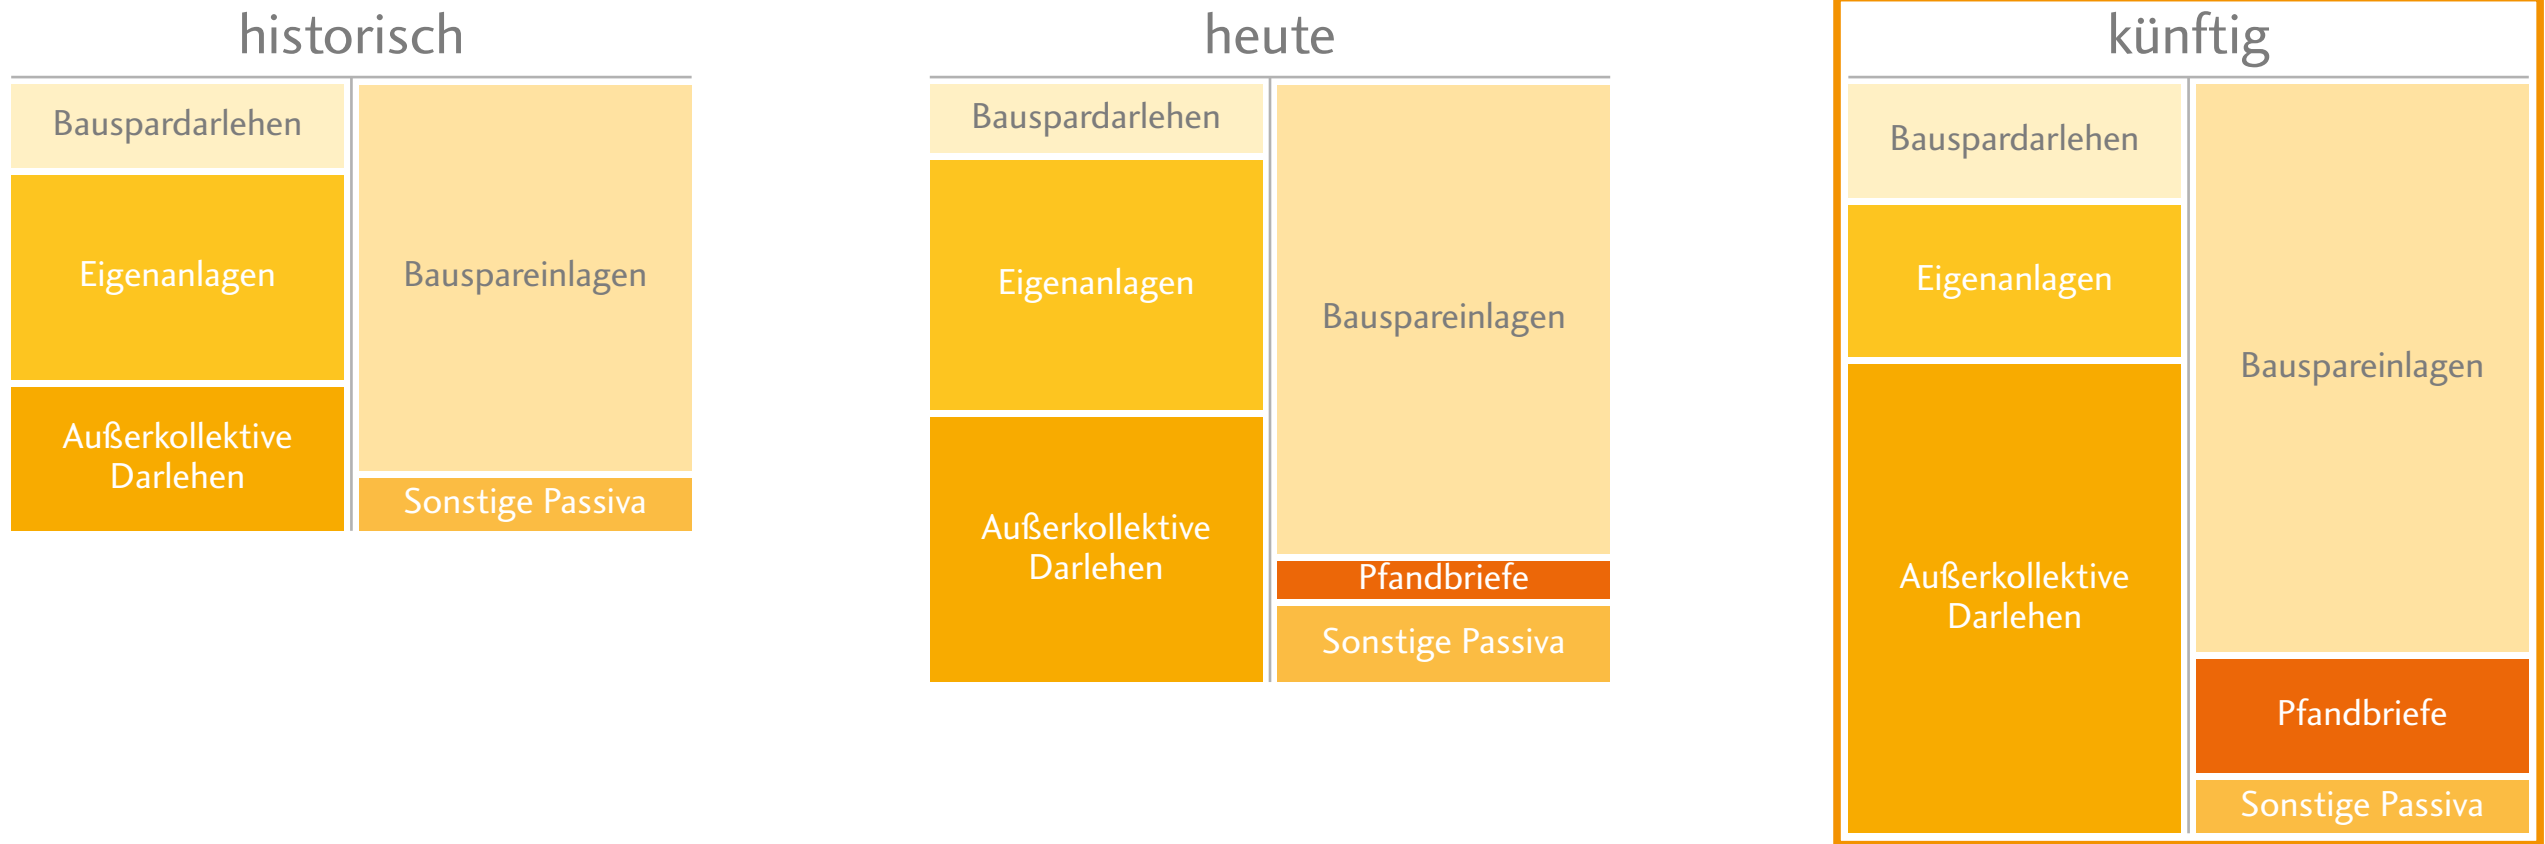 historisch
Bauspardarlehen
Eigenanlagen
Außerkollektive
Darlehen
Bauspareinlagen
Sonstige Passiva
heute
Bauspardarlehen
Eigenanlagen
Außerkollektive
Darlehen
Bauspareinlagen
Pfandbriefe
Sonstige Passiva
künftig
Bauspardarlehen
Eigenanlagen
Außerkollektive
Darlehen
Bauspareinlagen
Pfandbriefe
Sonstige Passiva